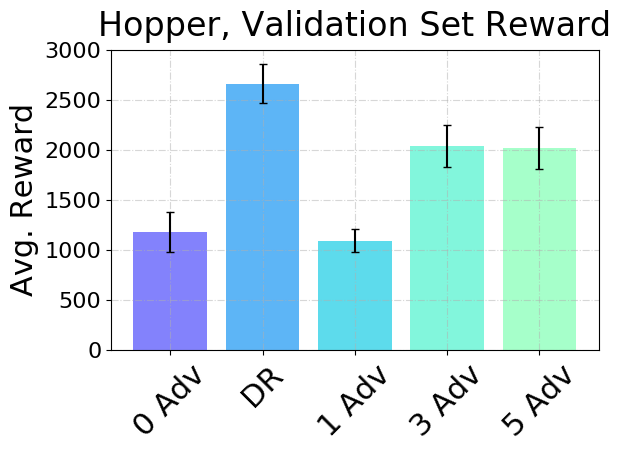 Hopper, Validation Set Reward
Avg. Reward
3000
2500
2000
1500
1000
500
0
0 Adv
DR
1 Adv
3 Adv
5 Adv